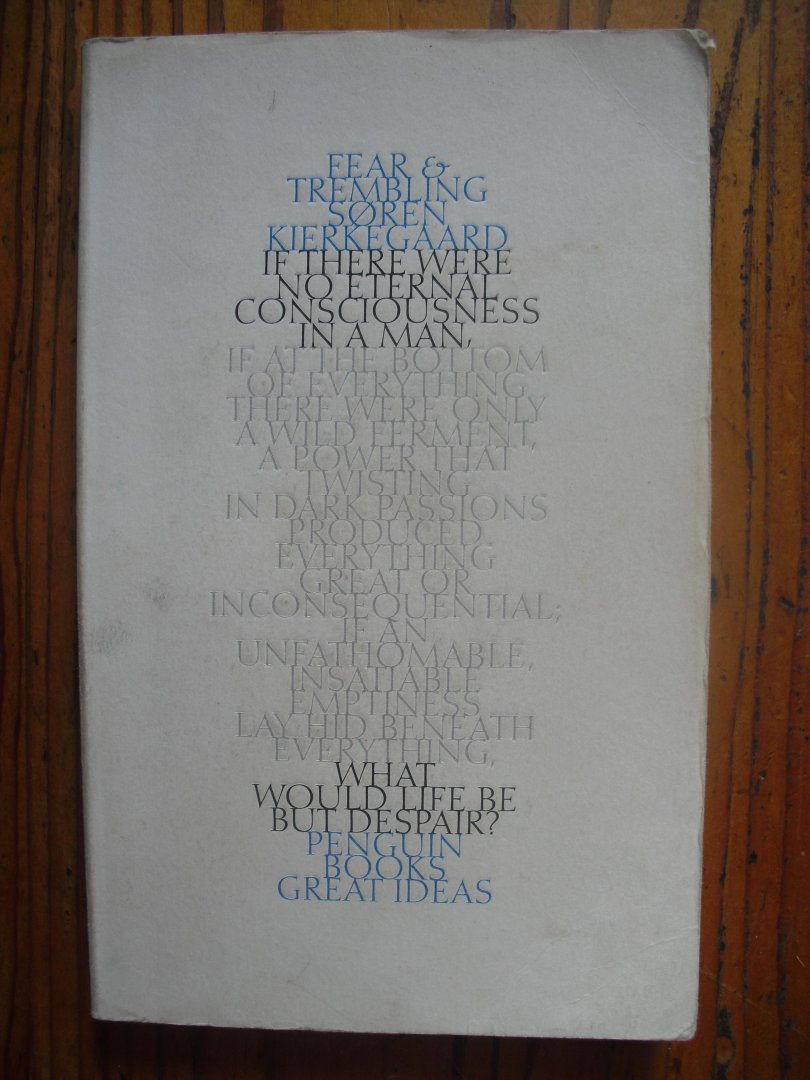 FEAR &
TREMBLING
SØREN
KIERKEGAARD
IF THERE WERE
NO ETERNAL
CONSCIOUSNESS
IN A MAN,
IF AT THE BOTTOM
OF EVERYTHING
THERE WERE ONLY
A WILD FERMENT,
A POWER THAT
TWISTING
IN DARK PASSIONS
PRODUCED
EVERYTHING
GREAT OR
INCONSEQUENTIAL;
IF AN
UNFATHOMABLE,
INSATIABLE
EMPTINESS
LAY HID BENEATH
EVERYTHING,
WHAT
WOULD LIFE BE
BUT DESPAIR?
PENGUIN
BOOKS
GREAT IDEAS